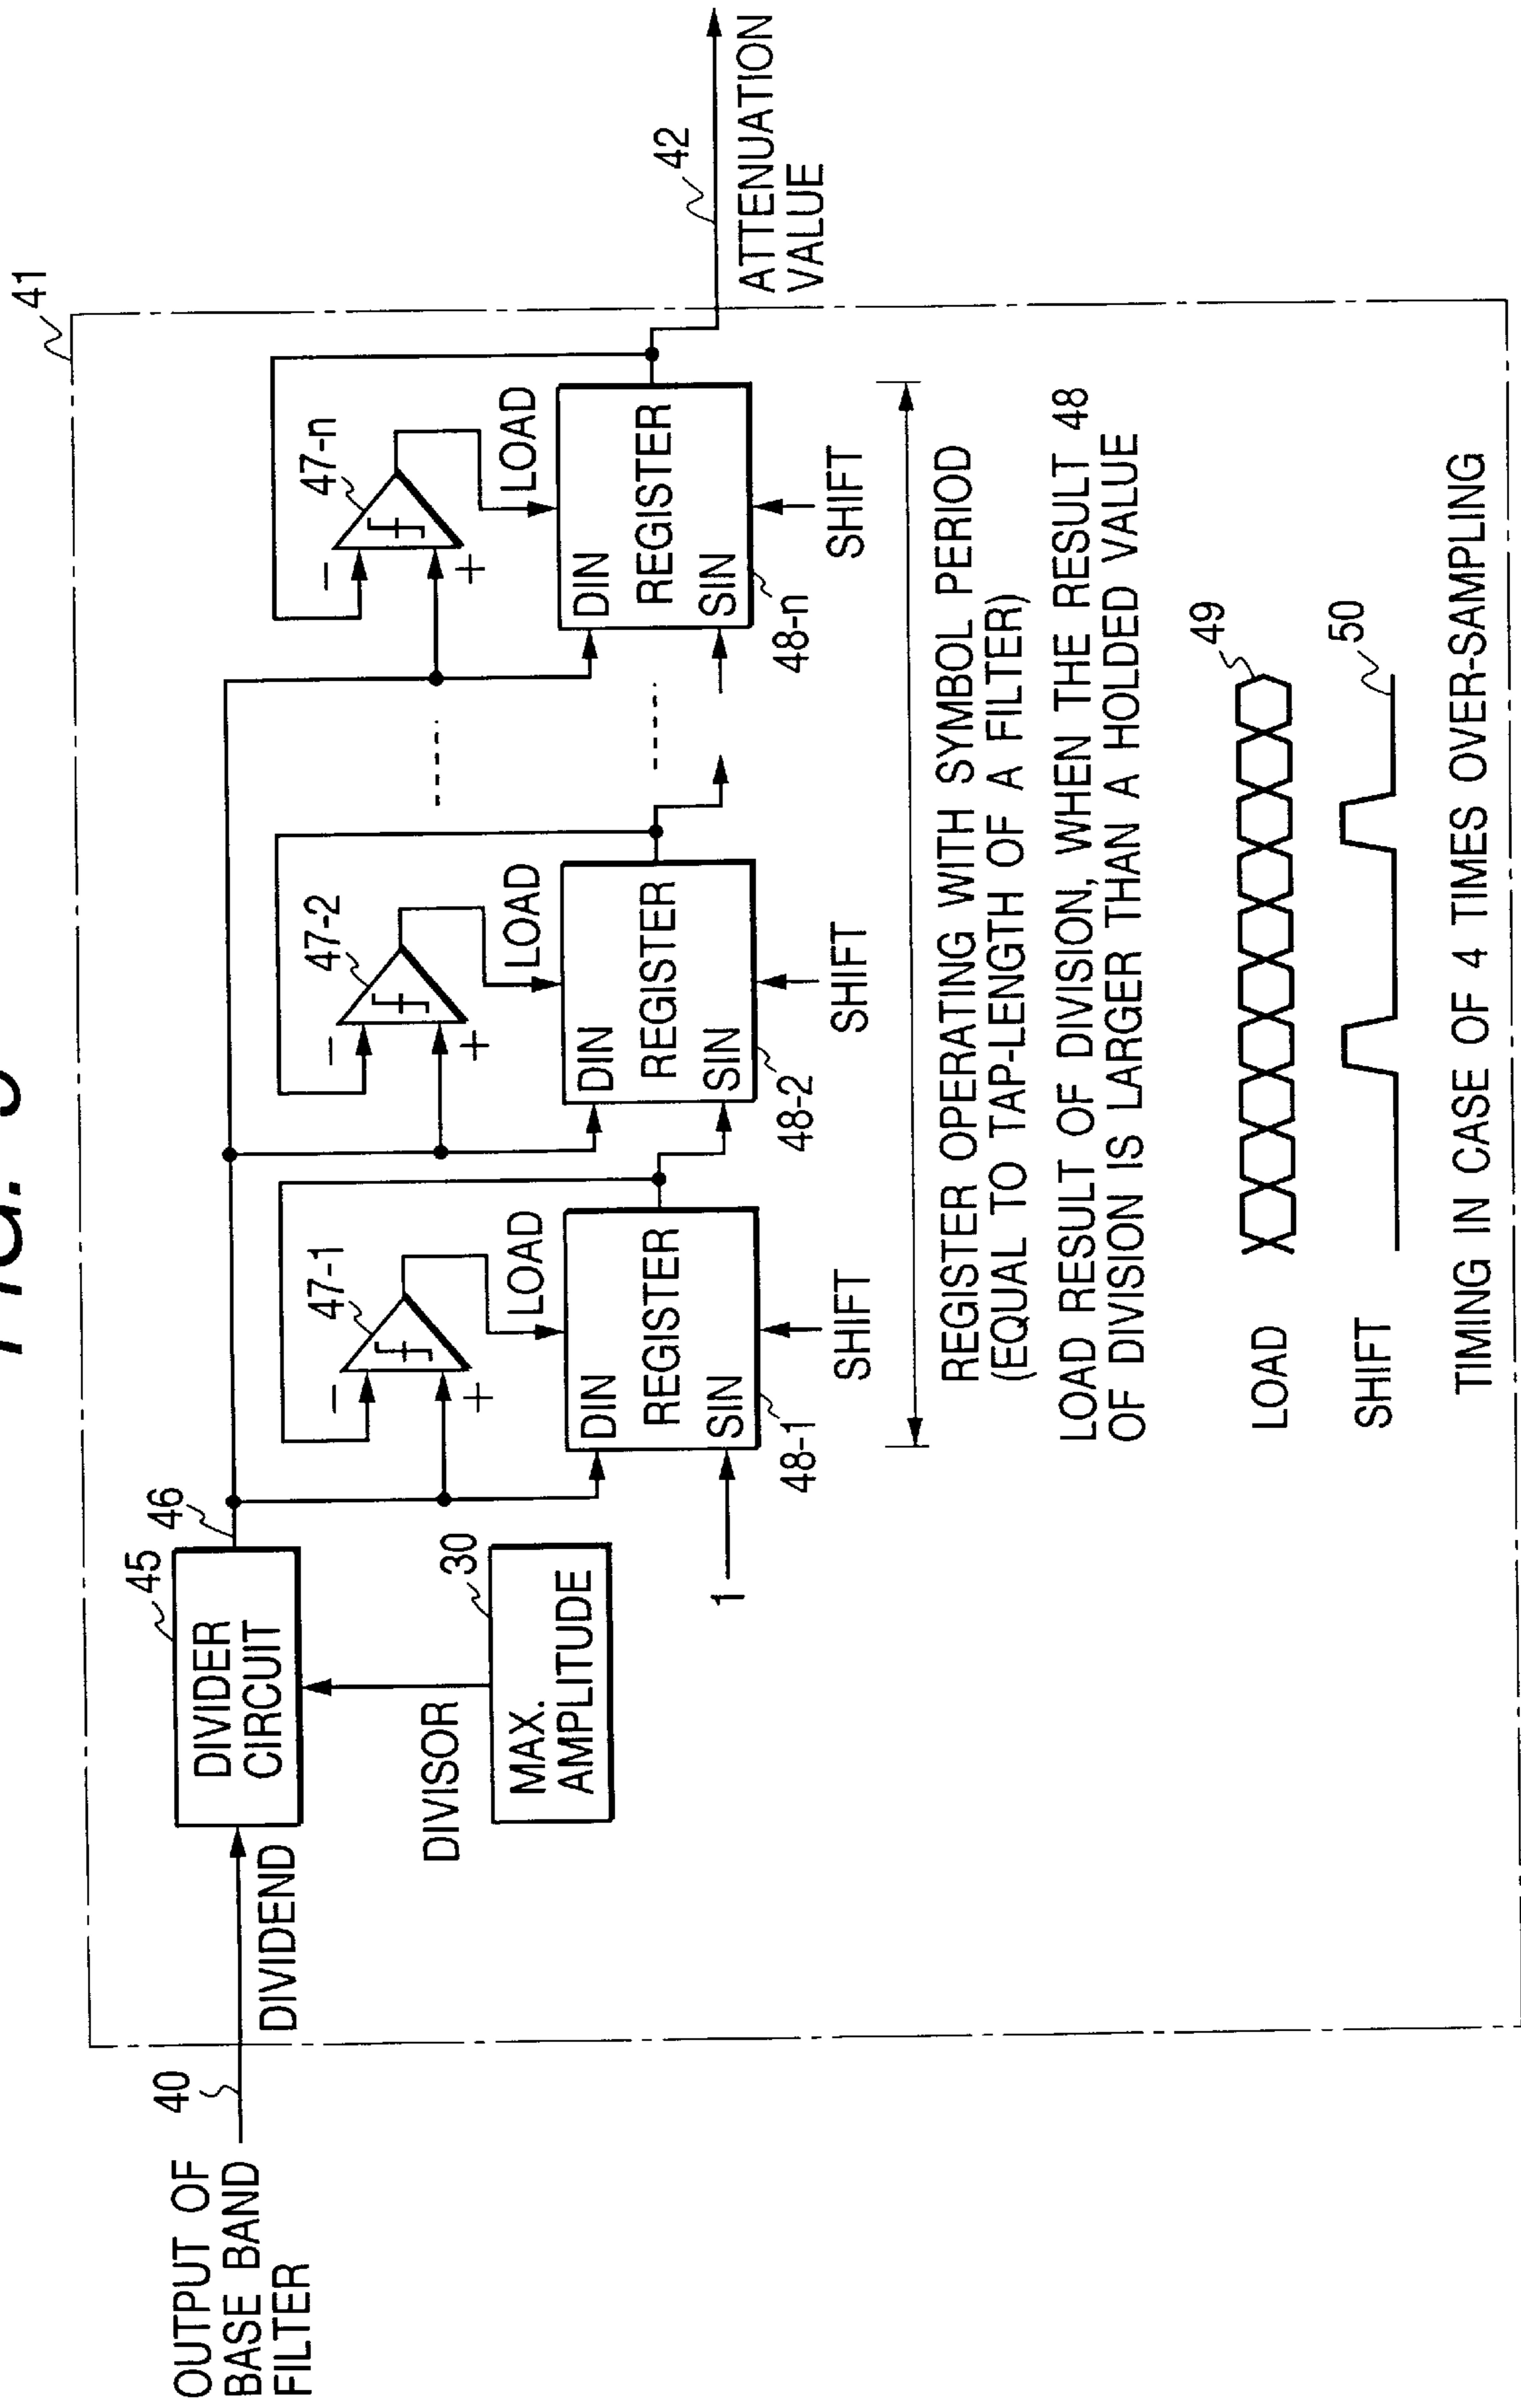 41
OUTPUT OF
BASE BAND
FILTER
40
DIVIDEND
45
DIVIDER
CIRCUIT
46
DIVISOR
30
MAX.
AMPLITUDE
1
47-1
−
+
LOAD
DIN
REGISTER
SIN
48-1
SHIFT
47-2
−
+
LOAD
DIN
REGISTER
SIN
48-2
SHIFT
47-n
−
+
LOAD
DIN
REGISTER
SIN
48-n
SHIFT
42
ATTENUATION
VALUE
REGISTER OPERATING WITH SYMBOL PERIOD
(EQUAL TO TAP-LENGTH OF A FILTER)
LOAD RESULT OF DIVISION, WHEN THE RESULT 48
OF DIVISION IS LARGER THAN A HOLDED VALUE
LOAD
49
SHIFT
50
TIMING IN CASE OF 4 TIMES OVER-SAMPLING